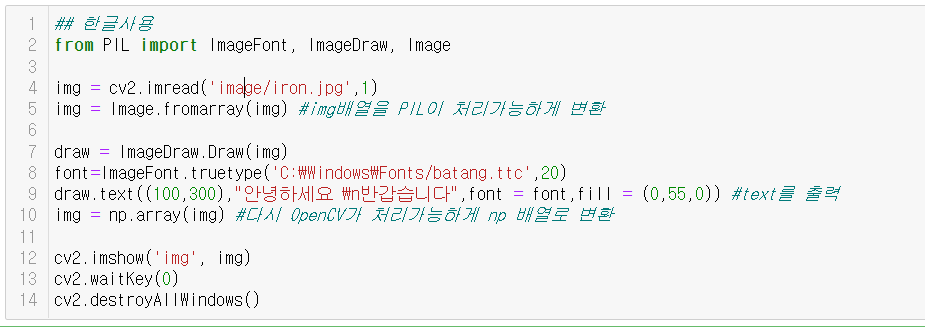 1 ## 한글사용
2 from PIL import ImageFont, ImageDraw, Image
3
4 img = cv2.imread('image/iron.jpg',1)
5 img = Image.fromarray(img) #img배열을 PIL이 처리가능하게 변환
6
7 draw = ImageDraw.Draw(img)
8 font=ImageFont.truetype('C:₩Windows₩Fonts/batang.ttc',20)
9 draw.text((100,300),"안녕하세요 ₩n반갑습니다",font = font,fill = (0,55,0)) #text를 출력
10 img = np.array(img) #다시 OpenCV가 처리가능하게 np 배열로 변환
11
12 cv2.imshow('img', img)
13 cv2.waitKey(0)
14 cv2.destroyAllWindows()